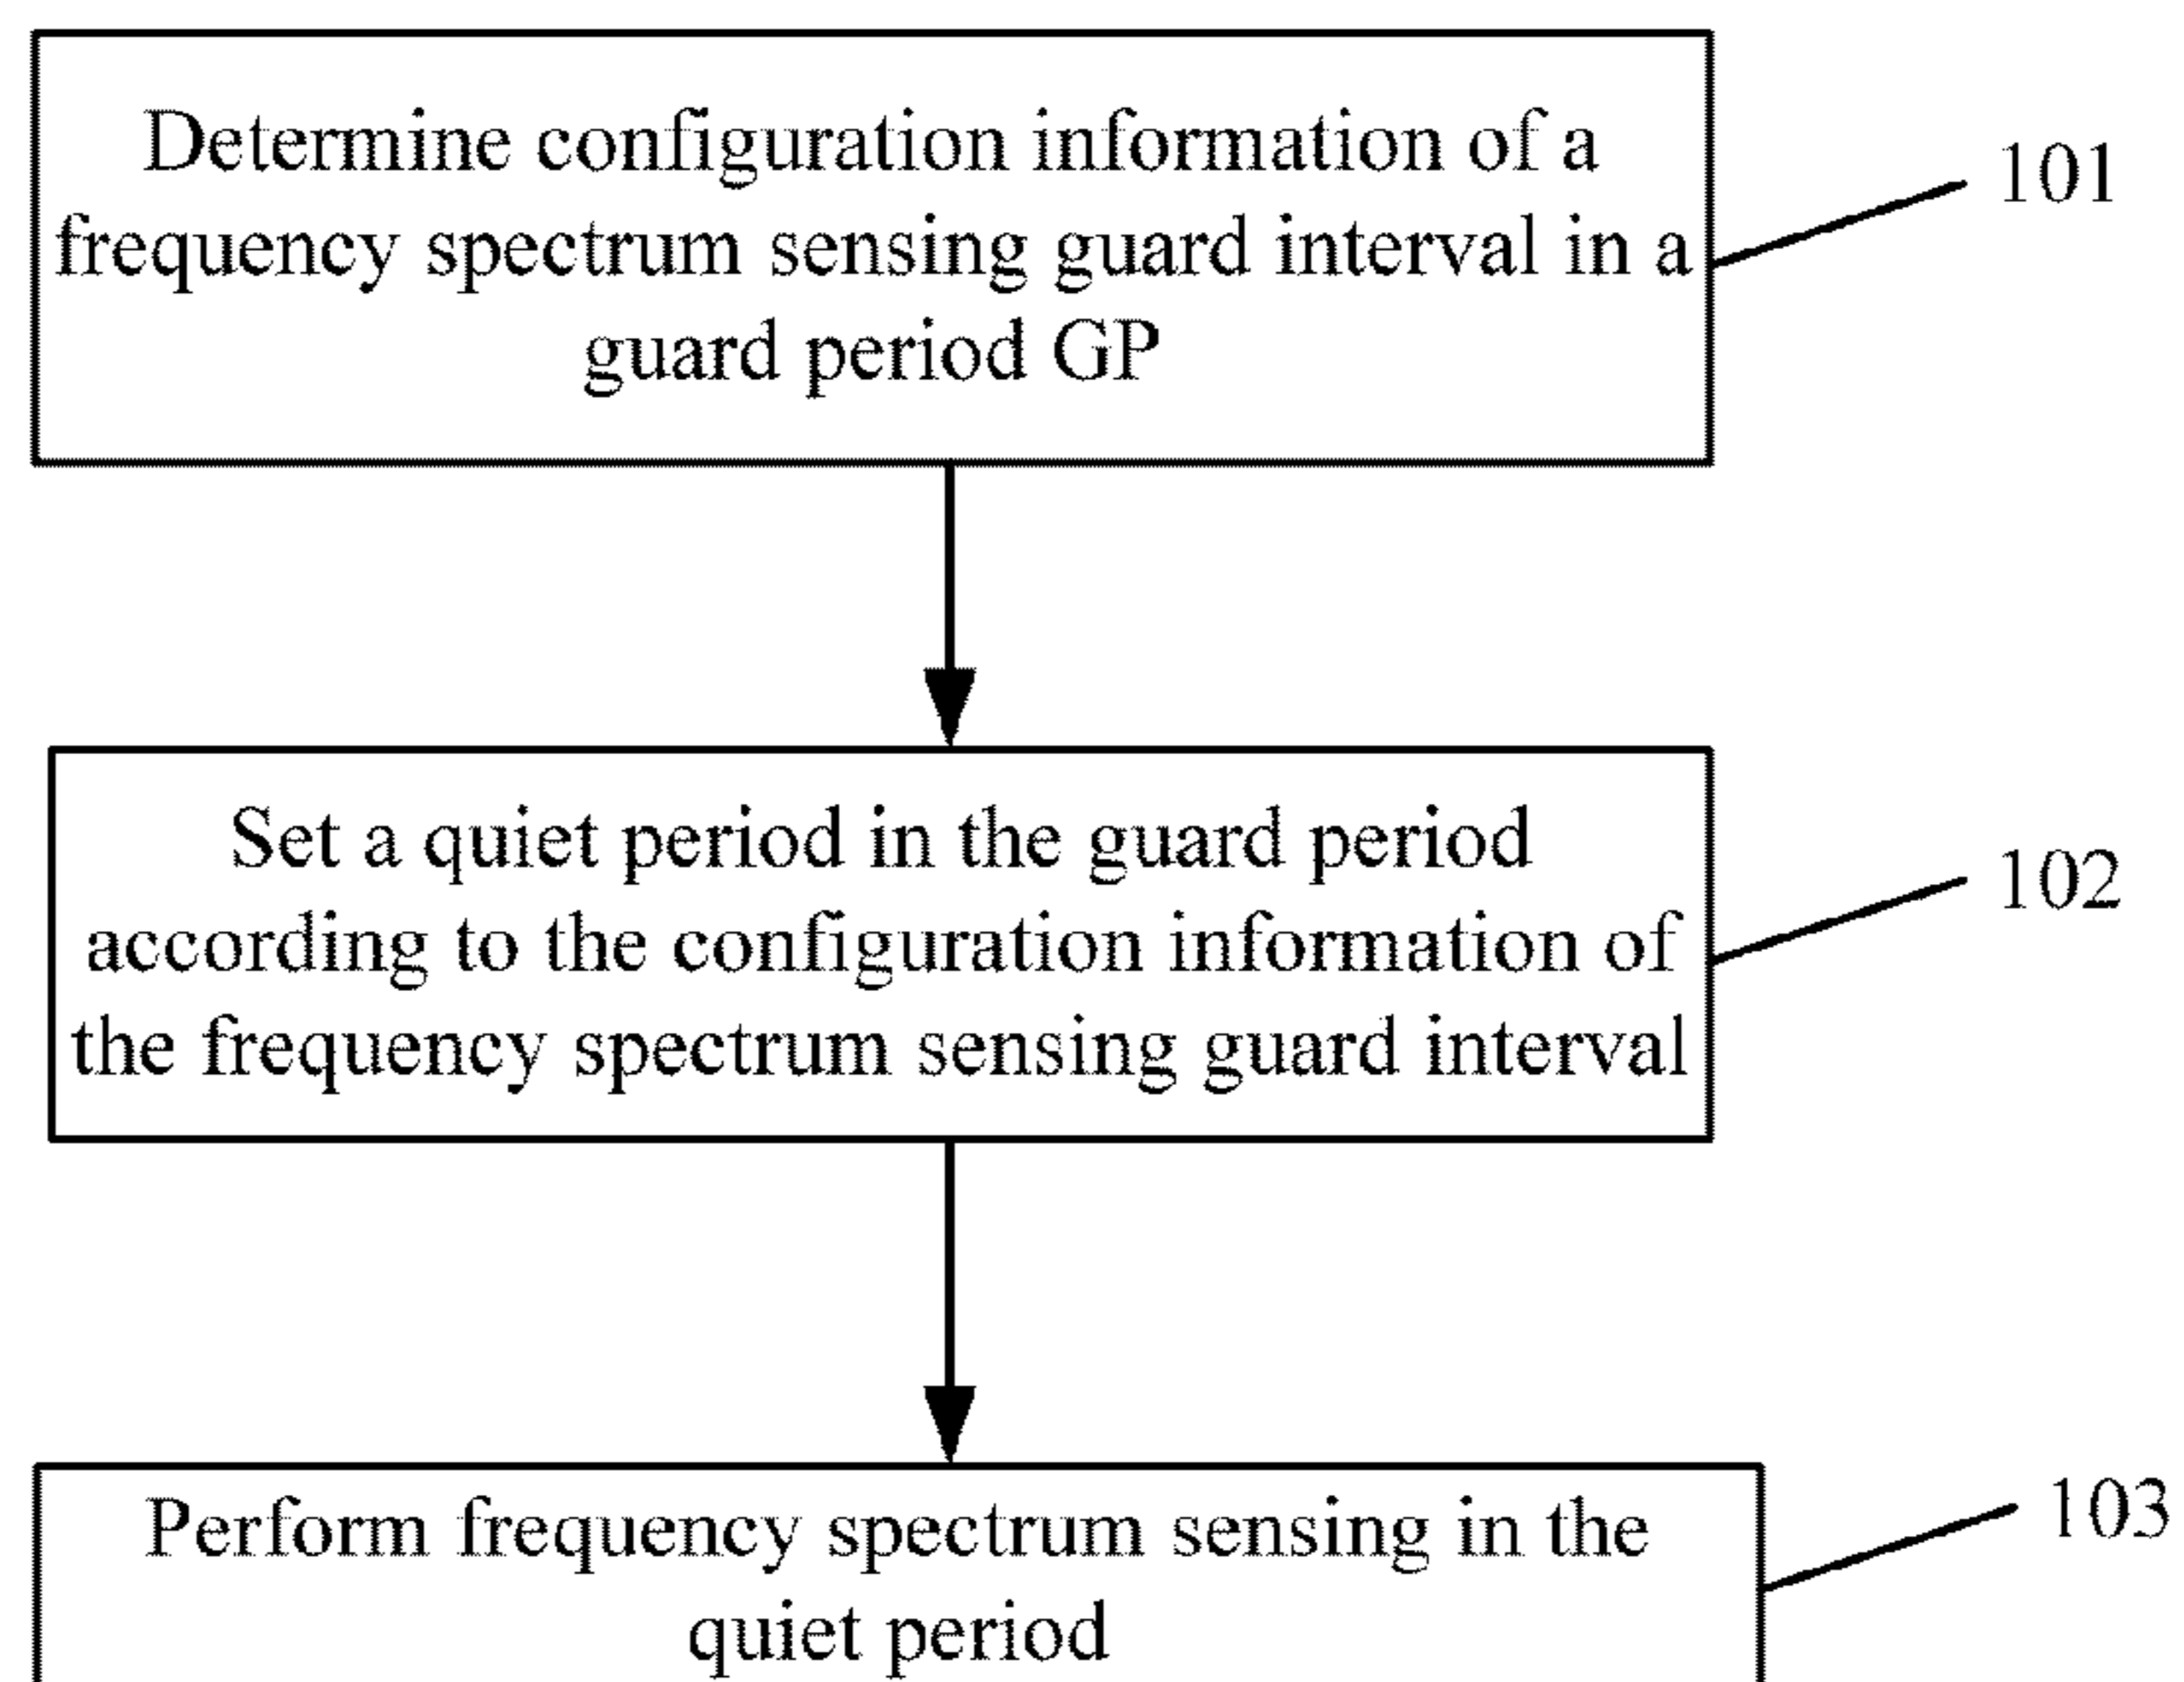 Determine configuration information of a
frequency spectrum sensing guard interval in a
guard period GP
101
Set a quiet period in the guard period
according to the configuration information of
the frequency spectrum sensing guard interval
102
Perform frequency spectrum sensing in the
quiet period
103